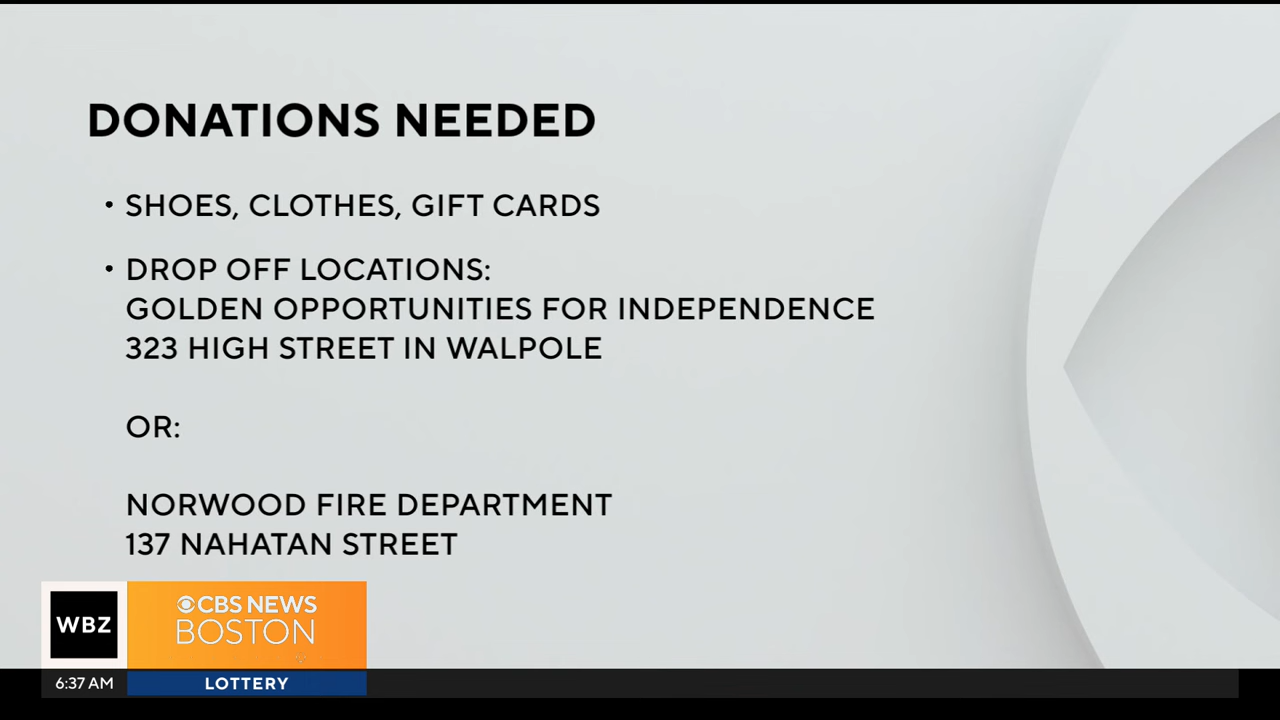 DONATIONS NEEDED
• SHOES, CLOTHES, GIFT CARDS
• DROP OFF LOCATIONS:
GOLDEN OPPORTUNITIES FOR INDEPENDENCE
323 HIGH STREET IN WALPOLE
OR:
NORWOOD FIRE DEPARTMENT
137 NAHATAN STREET
WBZ
CBS NEWS
BOSTON
6:37 AM
LOTTERY